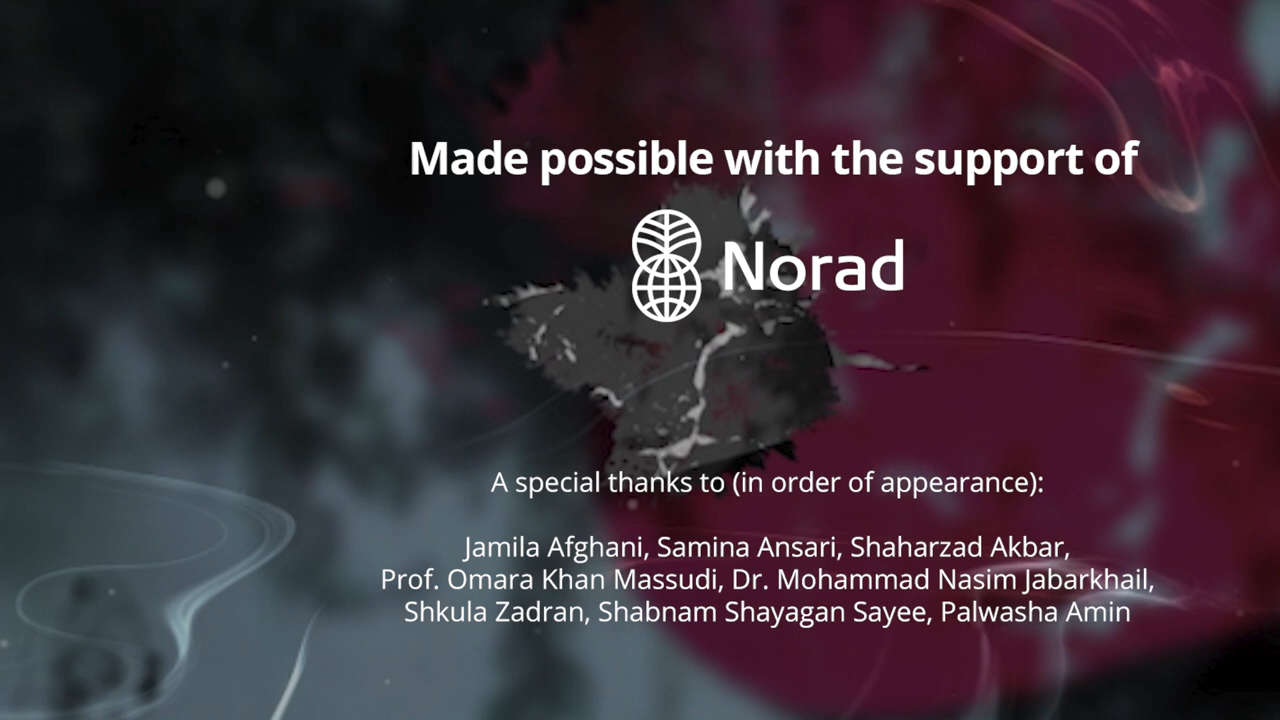 Made possible with the support of
Norad
A special thanks to (in order of appearance):
Jamila Afghani, Samina Ansari, Shaharzad Akbar,
Prof. Omara Khan Massudi, Dr. Mohammad Nasim Jabarkhail,
Shkula Zadran, Shabnam Shayagan Sayee, Palwasha Amin